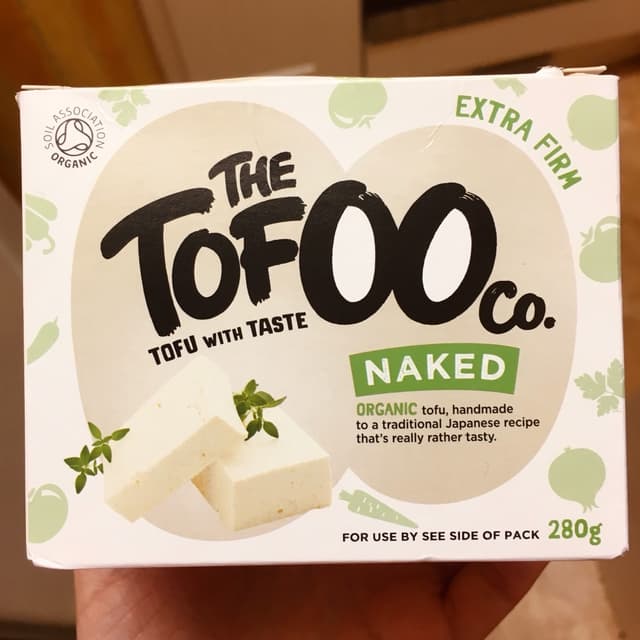 SOIL ASSOCIATION
ORGANIC
EXTRA FIRM
THE
TOFOO
Co.
TOFU WITH TASTE
NAKED
ORGANIC tofu, handmade
to a traditional Japanese recipe
that's really rather tasty.
FOR USE BY SEE SIDE OF PACK 280g